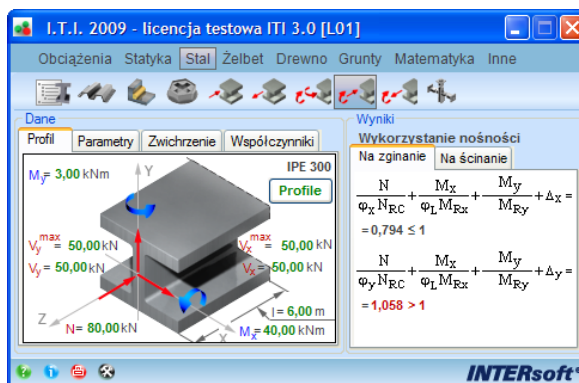 I.T.I. 2009 - licencja testowa ITI 3.0 [L01]
Obciążenia Statyka Stal Żelbet Drewno Grunty Matematyka Inne
Dane
Profil Parametry Zwichrzenie Współczynniki
IPE 300
Profile
My= 3,00 kNm
Y
Vy max = 50,00 kN
Vx max = 50,00 kN
Vy = 50,00 kN
Vx = 50,00 kN
Z
X
l = 6,00 m
N= 80,00 kN
Mx= 40,00 kNm
Wyniki
Wykorzystanie nośności
Na zginanie Na ścinanie
N/φxNRC + Mx/φLMRx + My/MRy + Δx =
= 0,794 ≤ 1
N/φyNRC + Mx/φLMRx + My/MRy + Δy =
= 1,058 > 1
INTERsoft®